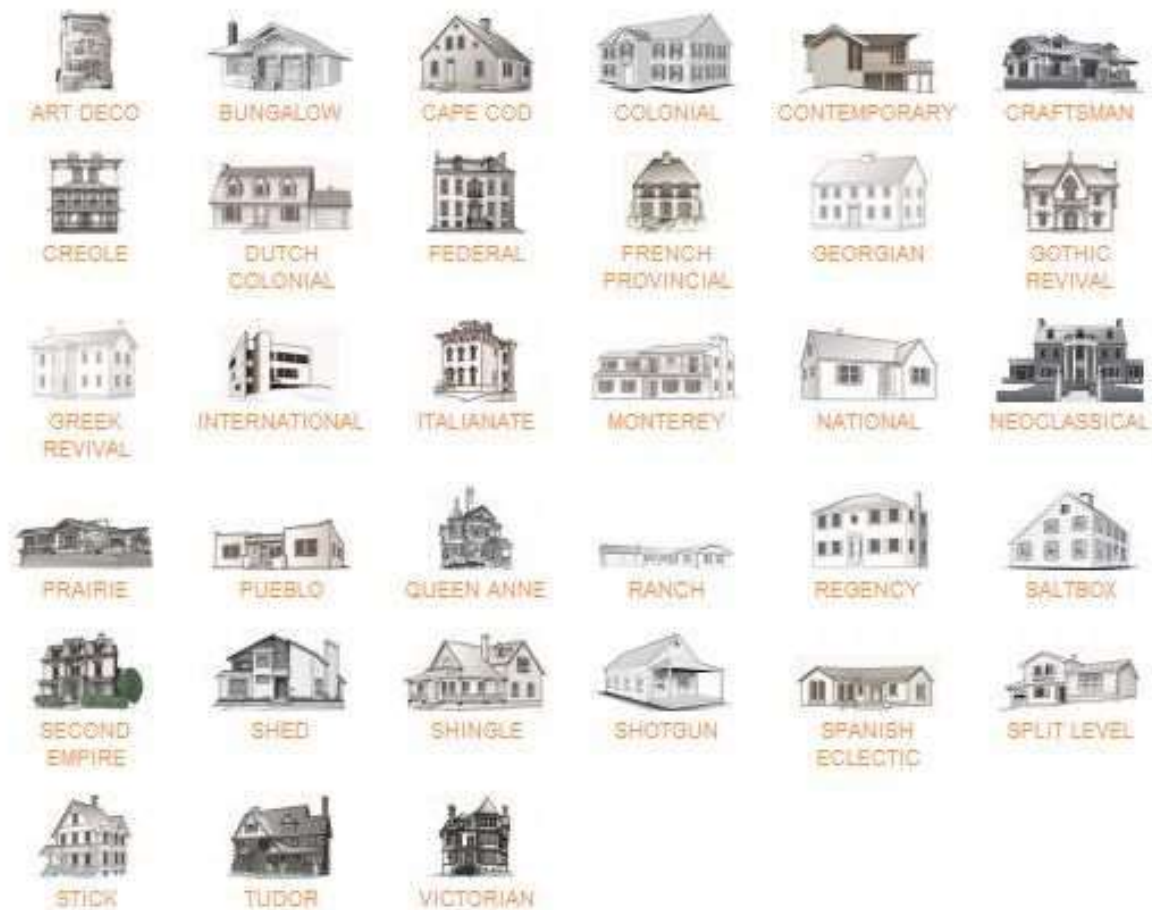 ART DECO
BUNGALOW
CAPE COD
COLONIAL
CONTEMPORARY
CRAFTSMAN
CREOLE
DUTCH
COLONIAL
FEDERAL
FRENCH
PROVINCIAL
GEORGIAN
GOTHIC
REVIVAL
GREEK
REVIVAL
INTERNATIONAL
ITALIANATE
MONTEREY
NATIONAL
NEOCLASSICAL
PRAIRIE
PUEBLO
QUEEN ANNE
RANCH
REGENCY
SALTBOX
SECOND
EMPIRE
SHED
SHINGLE
SHOTGUN
SPANISH
ECLECTIC
SPLIT LEVEL
STICK
TUDOR
VICTORIAN